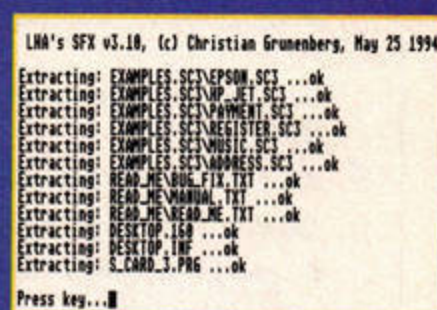 LHA's SFX v3.10, (c) Christian Grunenberg, May 25 1994
Extracting: EXAMPLES.SC3\EPSON.SC3 ...ok
Extracting: EXAMPLES.SC3\HP_JET.SC3 ...ok
Extracting: EXAMPLES.SC3\PAYMENT.SC3 ...ok
Extracting: EXAMPLES.SC3\REGISTER.SC3 ...ok
Extracting: EXAMPLES.SC3\MUSIC.SC3 ...ok
Extracting: EXAMPLES.SC3\ADDRESS.SC3 ...ok
Extracting: READ_ME\BUG_FIX.TXT ...ok
Extracting: READ_ME\MANUAL.TXT ...ok
Extracting: READ_ME\READ_ME.TXT ...ok
Extracting: DESKTOP.160 ...ok
Extracting: DESKTOP.INF ...ok
Extracting: S_CARD_3.PRG ...ok
Press key...